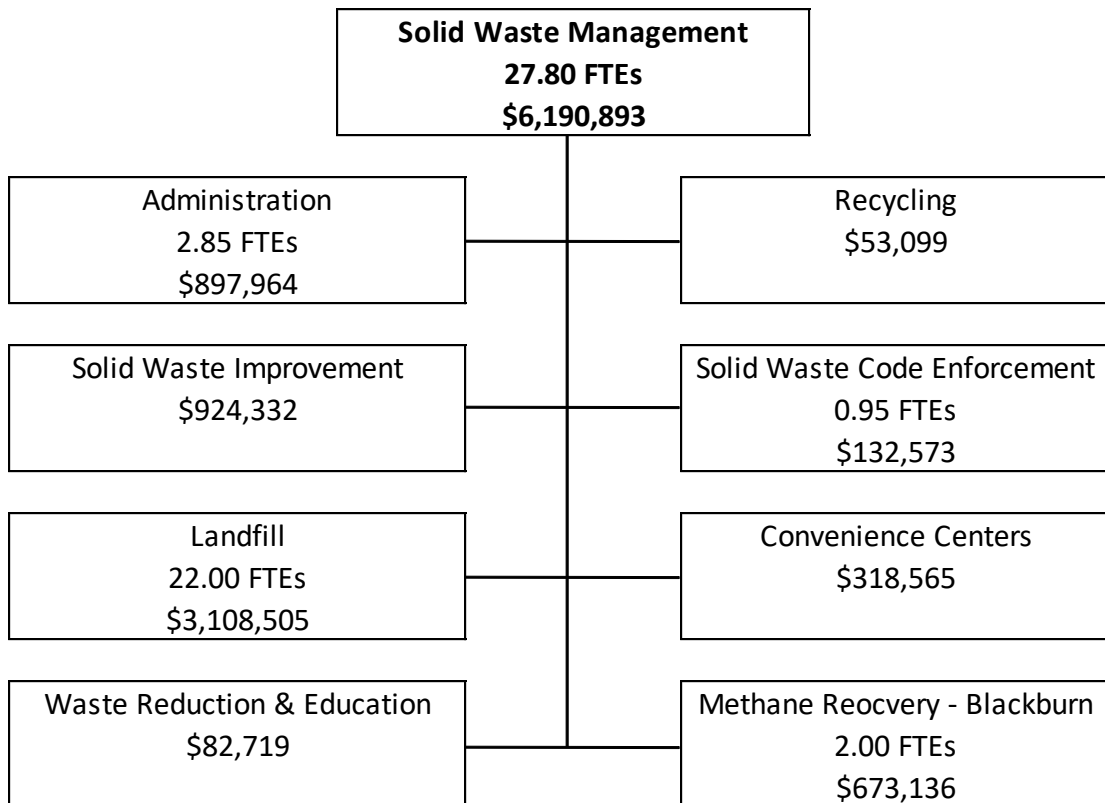 Solid Waste Management
27.80 FTEs
$6,190,893
Administration
2.85 FTEs
$897,964
Recycling
$53,099
Solid Waste Improvement
$924,332
Solid Waste Code Enforcement
0.95 FTEs
$132,573
Landfill
22.00 FTEs
$3,108,505
Convenience Centers
$318,565
Waste Reduction & Education
$82,719
Methane Reocvery - Blackburn
2.00 FTEs
$673,136